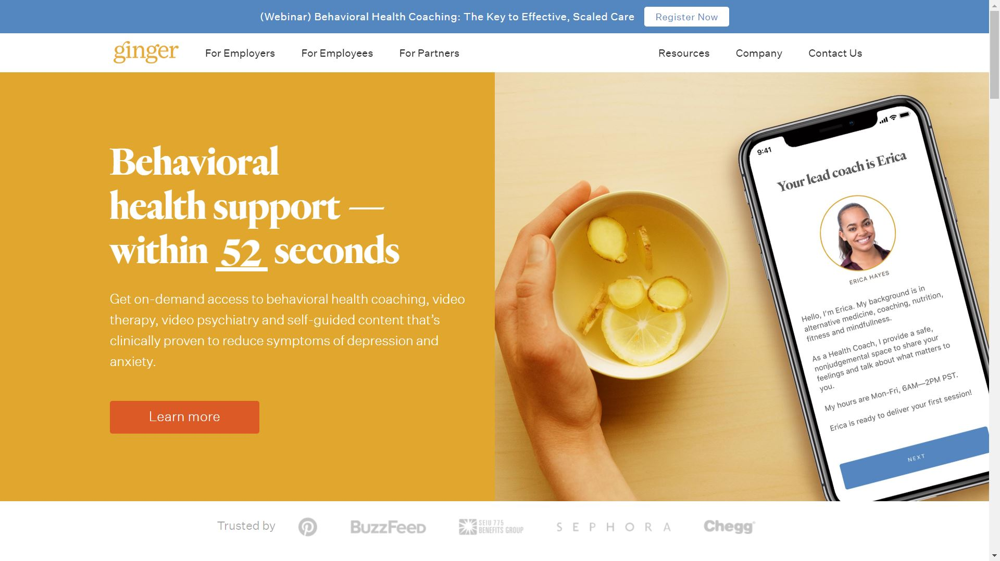 (Webinar) Behavioral Health Coaching: The Key to Effective, Scaled Care
Register Now
ginger
For Employers
For Employees
For Partners
Resources
Company
Contact Us
Behavioral
health support —
within 52 seconds
Get on-demand access to behavioral health coaching, video
therapy, video psychiatry and self-guided content that’s
clinically proven to reduce symptoms of depression and
anxiety.
Learn more
9:41
Your lead coach is Erica
ERICA HAYES
Hello, I’m Erica. My background is in
alternative medicine, coaching, nutrition,
fitness and mindfullness.
As a Health Coach, I provide a safe,
nonjudgemental space to share your
feelings and talk about what matters to
you.
My hours are Mon-Fri, 6AM—2PM PST.
Erica is ready to deliver your first session!
NEXT
Trusted by
BuzzFeed
SEIU 775
BENEFITS GROUP
SEPHORA
Chegg®